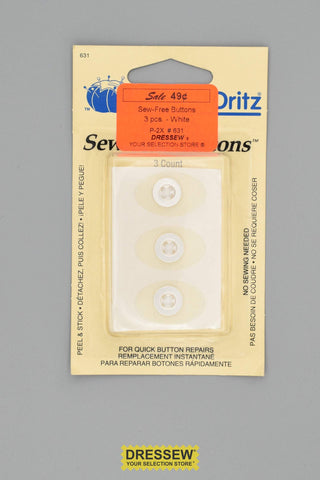 631
Dritz
Sale 49¢
Sew-Free Buttons
3 pcs. - White
P-2X # 631
DRESSEW ®
YOUR SELECTION STORE ®
Sew
ons™
3 Count
PEEL & STICK • DÉTACHEZ, PUIS COLLEZ! • ¡PELE Y PEGUE!
NO SEWING NEEDED
PAS BESOIN DE COUDRE • NO SE REQUIERE COSER
FOR QUICK BUTTON REPAIRS
REMPLACEMENT INSTANTANÉ
PARA REPARAR BOTONES RÁPIDAMENTE
DRESSEW®
YOUR SELECTION STORE®